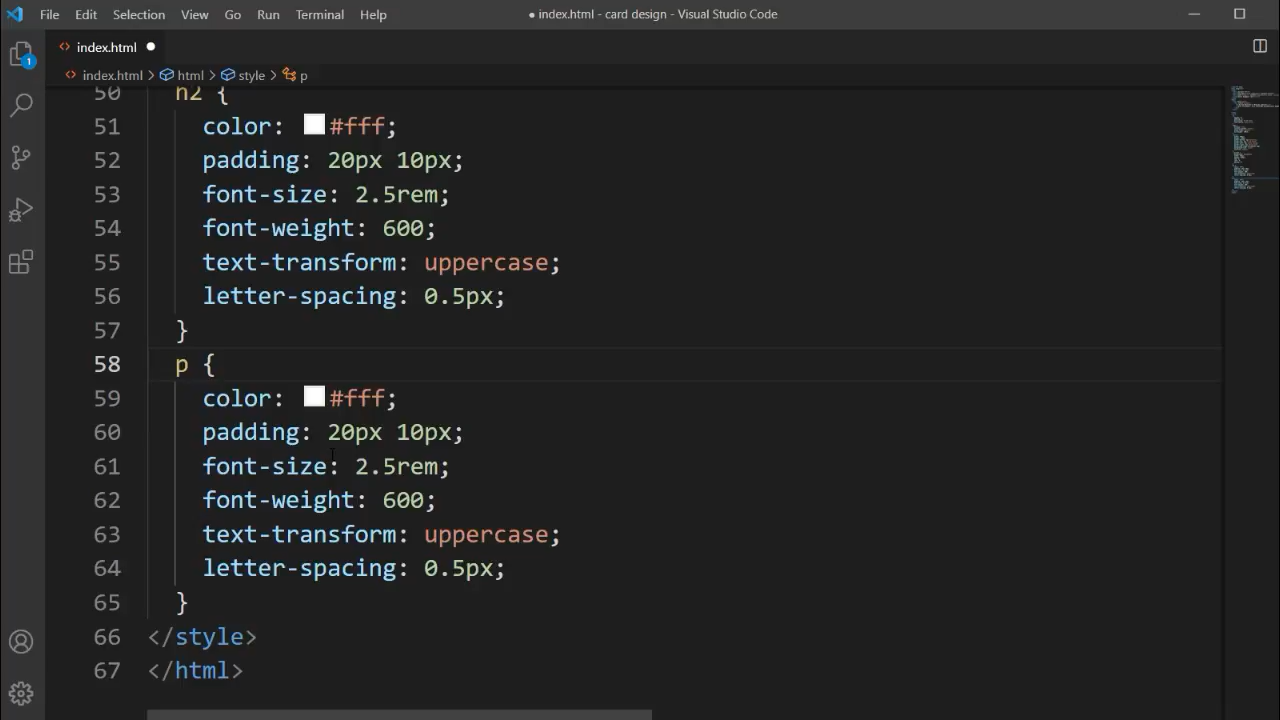 File Edit Selection View Go Run Terminal Help ● index.html - card design - Visual Studio Code
<> index.html ●
1
<> index.html > html > style > p
50 h2 {
51 color: #fff;
52 padding: 20px 10px;
53 font-size: 2.5rem;
54 font-weight: 600;
55 text-transform: uppercase;
56 letter-spacing: 0.5px;
57 }
58 p {
59 color: #fff;
60 padding: 20px 10px;
61 font-size: 2.5rem;
62 font-weight: 600;
63 text-transform: uppercase;
64 letter-spacing: 0.5px;
65 }
66 </style>
67 </html>